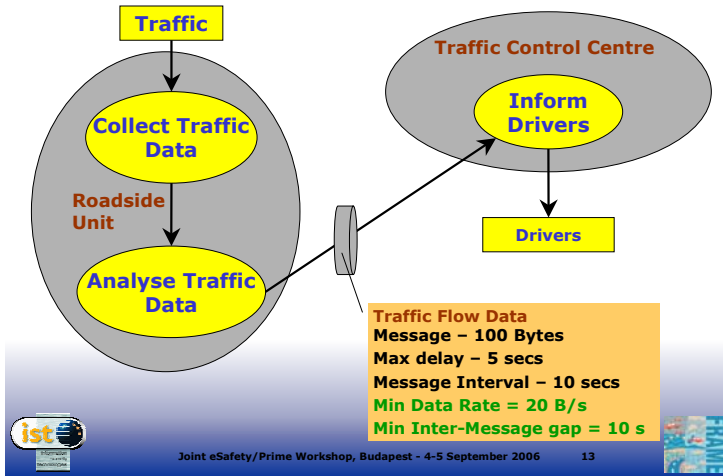 Traffic
Traffic Control Centre
Inform
Drivers
Collect Traffic
Data
Roadside
Unit
Drivers
Analyse Traffic
Data
Traffic Flow Data
Message – 100 Bytes
Max delay – 5 secs
Message Interval – 10 secs
Min Data Rate = 20 B/s
Min Inter-Message gap = 10 s
ist
Information
Joint eSafety/Prime Workshop, Budapest - 4-5 September 2006
13
FRAME